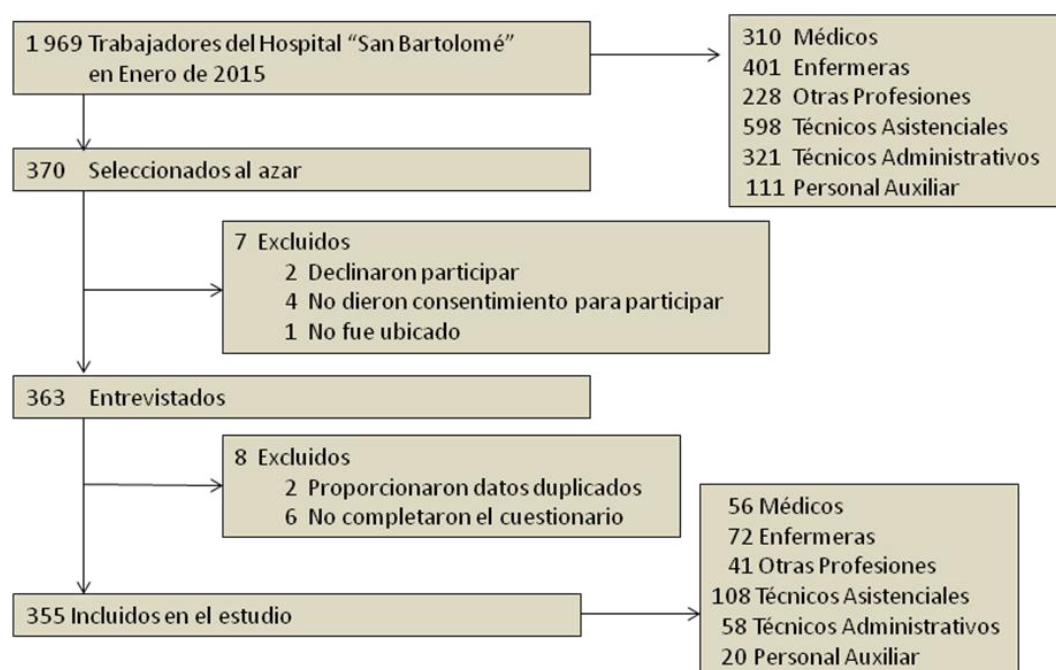 1 969 Trabajadores del Hospital “San Bartolomé”
en Enero de 2015
310 Médicos
401 Enfermeras
228 Otras Profesiones
598 Técnicos Asistenciales
321 Técnicos Administrativos
111 Personal Auxiliar
370 Seleccionados al azar
7 Excluidos
2 Declinaron participar
4 No dieron consentimiento para participar
1 No fue ubicado
363 Entrevistados
8 Excluidos
2 Proporcionaron datos duplicados
6 No completaron el cuestionario
355 Incluidos en el estudio
56 Médicos
72 Enfermeras
41 Otras Profesiones
108 Técnicos Asistenciales
58 Técnicos Administrativos
20 Personal Auxiliar